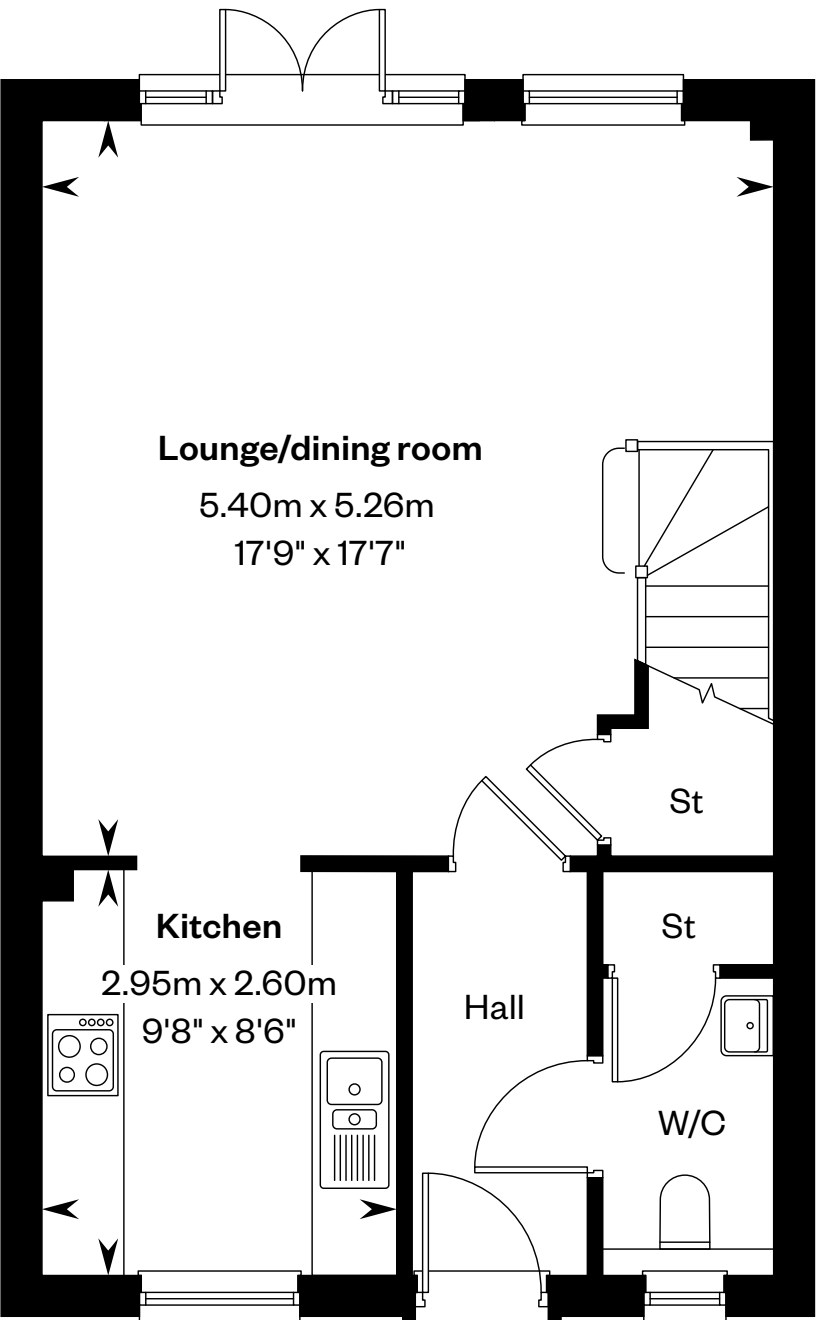 Lounge/dining room
5.40m x 5.26m
17'9" x 17'7"
St
Kitchen
2.95m x 2.60m
9'8" x 8'6"
St
Hall
W/C